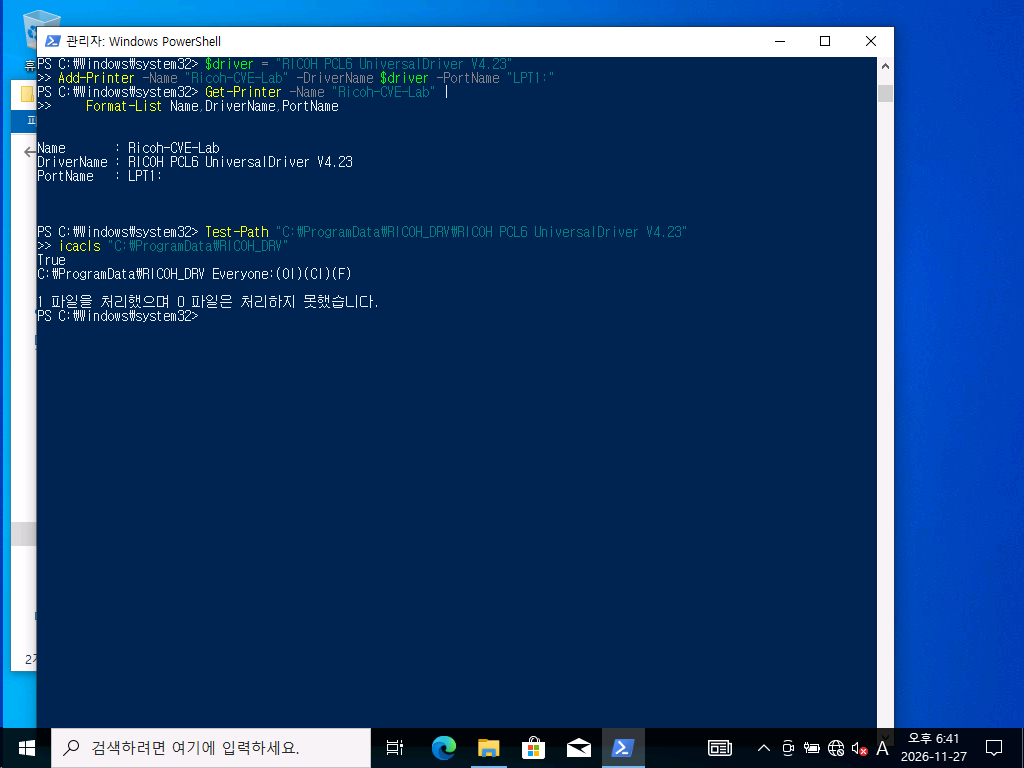 관리자: Windows PowerShell
PS C:₩Windows₩system32> $driver = "RICOH PCL6 UniversalDriver V4.23"
>> Add-Printer -Name "Ricoh-CVE-Lab" -DriverName $driver -PortName "LPT1:"
PS C:₩Windows₩system32> Get-Printer -Name "Ricoh-CVE-Lab" |
>>     Format-List Name,DriverName,PortName
Name       : Ricoh-CVE-Lab
DriverName : RICOH PCL6 UniversalDriver V4.23
PortName   : LPT1:
PS C:₩Windows₩system32> Test-Path "C:₩ProgramData₩RICOH_DRV₩RICOH PCL6 UniversalDriver V4.23"
>> icacls "C:₩ProgramData₩RICOH_DRV"
True
C:₩ProgramData₩RICOH_DRV Everyone:(OI)(CI)(F)
1 파일을 처리했으며 0 파일은 처리하지 못했습니다.
PS C:₩Windows₩system32>
검색하려면 여기에 입력하세요.
A
오후 6:41
2026-11-27